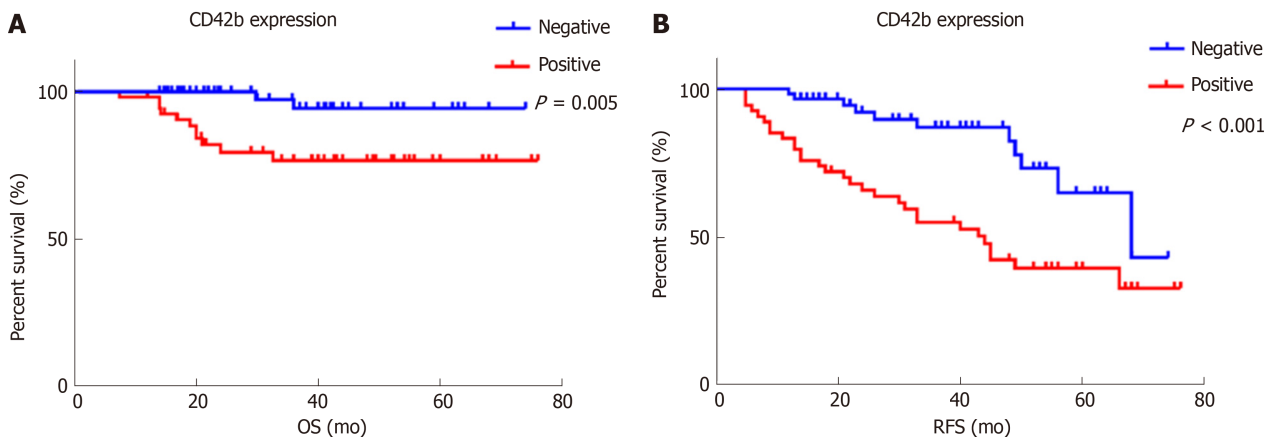 A
CD42b expression
Negative
Positive
P = 0.005
Percent survival (%)
100
50
0
0
20
40
60
80
OS (mo)
B
CD42b expression
Negative
Positive
P < 0.001
Percent survival (%)
100
50
0
0
20
40
60
80
RFS (mo)